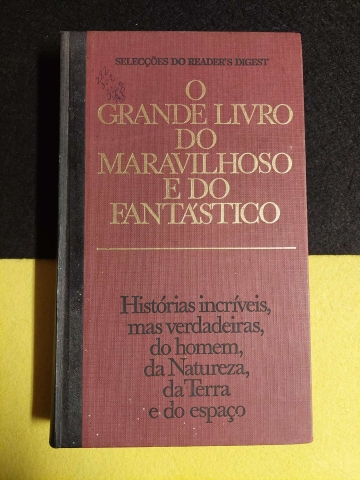 SELECÇÕES DO READER'S DIGEST
O
GRANDE LIVRO
DO
MARAVILHOSO
E DO
FANTÁSTICO
Histórias incríveis,
mas verdadeiras,
do homem,
da Natureza,
da Terra
e do espaço